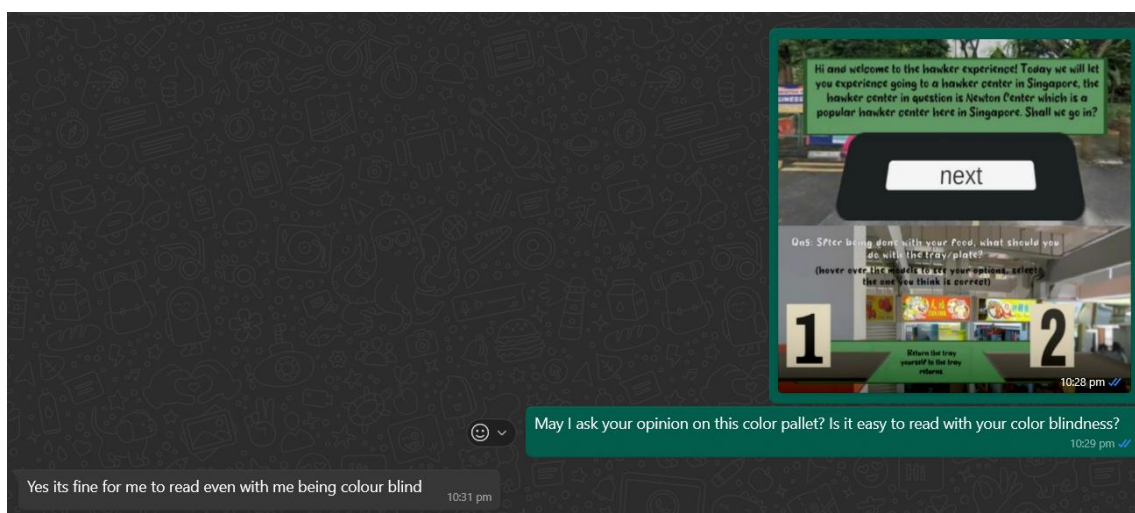 Hi and welcome to the hawker experience! Today we will let
you experience going to a hawker center in Singapore, the
hawker center in question is Newton Center which is a
popular hawker center here in Singapore. Shall we go in?
next
Qn5: SFter being done with your Food, what should you
do with the tray/plate?
(hover over the models to see your options, select
the one you think is correct)
1
2
Return the tray
yourself to the tray
returns
10:28 pm
May I ask your opinion on this color pallet? Is it easy to read with your color blindness?
10:29 pm
Yes its fine for me to read even with me being colour blind
10:31 pm